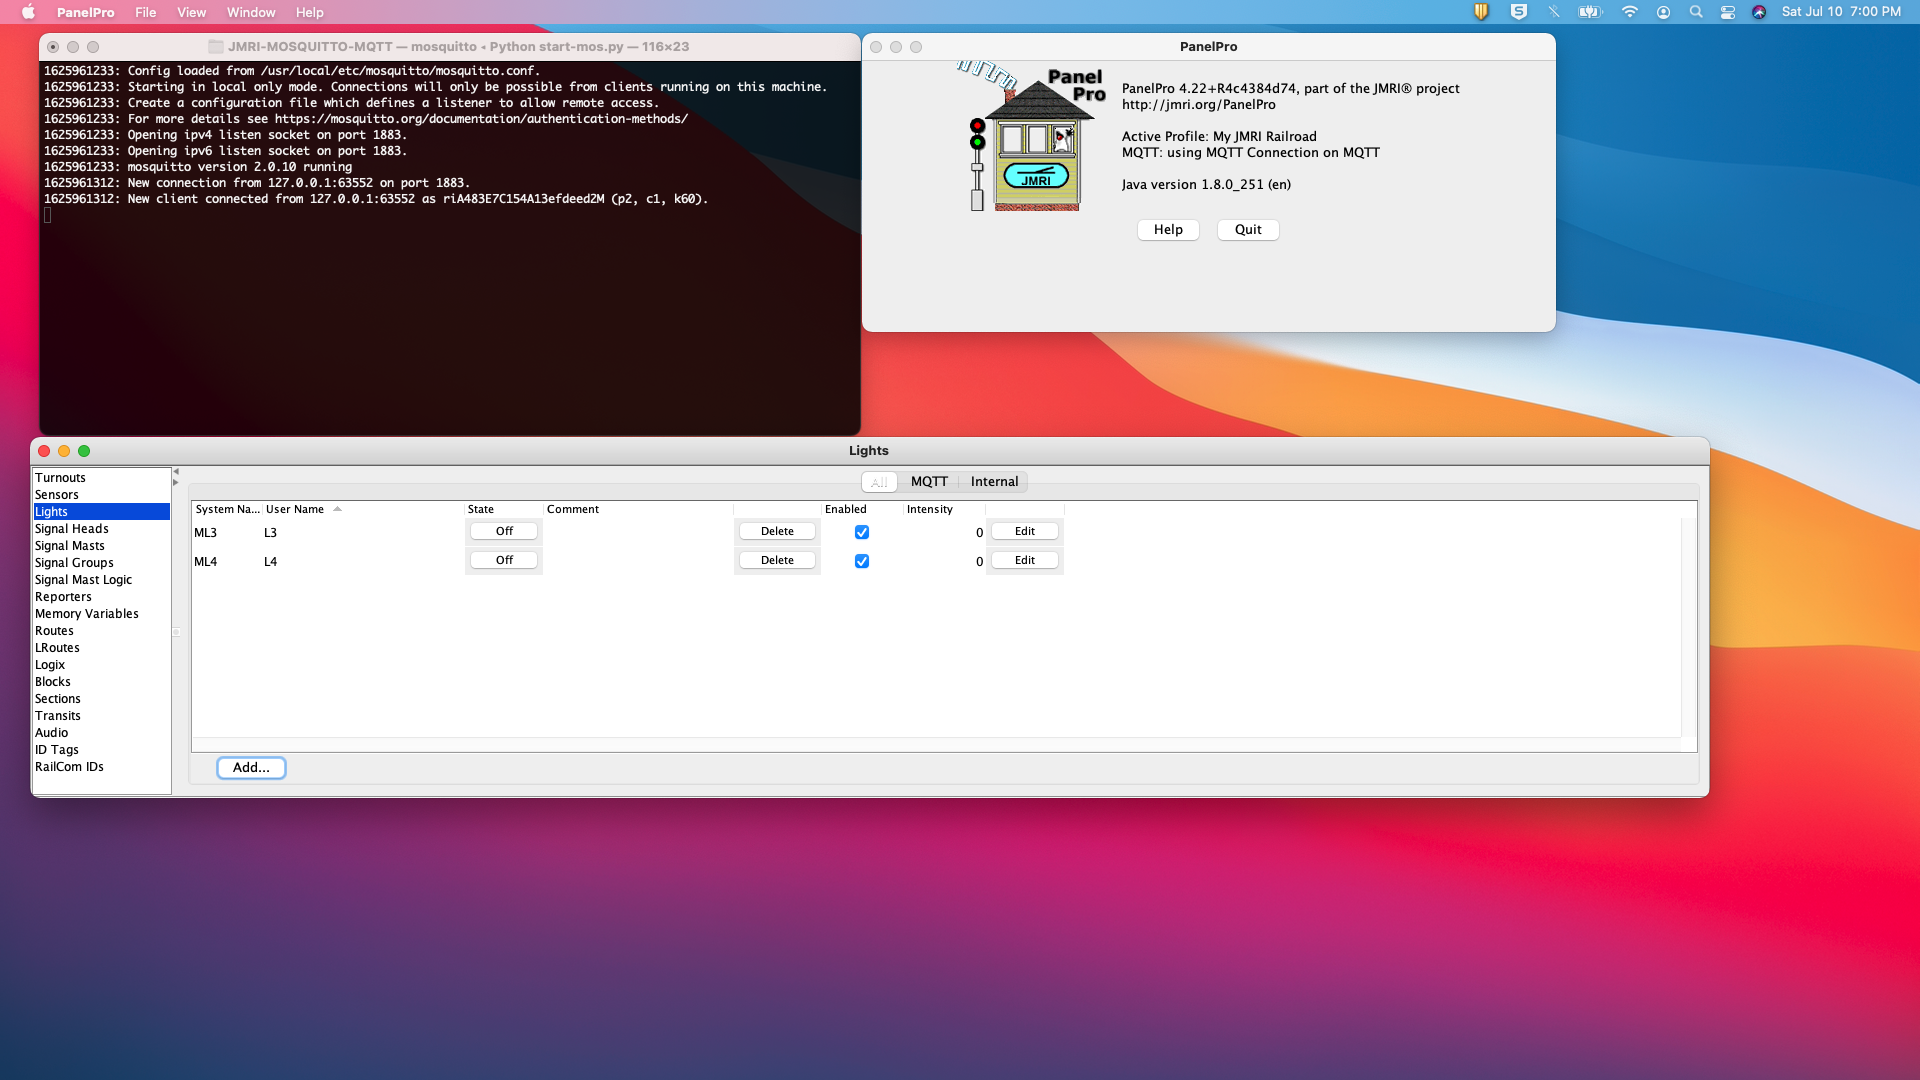 PanelPro File View Window Help
Sat Jul 10 7:00 PM
JMRI-MOSQUITTO-MQTT — mosquitto ◂ Python start-mos.py — 116×23
1625961233: Config loaded from /usr/local/etc/mosquitto/mosquitto.conf.
1625961233: Starting in local only mode. Connections will only be possible from clients running on this machine.
1625961233: Create a configuration file which defines a listener to allow remote access.
1625961233: For more details see https://mosquitto.org/documentation/authentication-methods/
1625961233: Opening ipv4 listen socket on port 1883.
1625961233: Opening ipv6 listen socket on port 1883.
1625961233: mosquitto version 2.0.10 running
1625961312: New connection from 127.0.0.1:63552 on port 1883.
1625961312: New client connected from 127.0.0.1:63552 as riA483E7C154A13efdeed2M (p2, c1, k60).
PanelPro
Panel
Pro
JMRI
PanelPro 4.22+R4c4384d74, part of the JMRI® project
http://jmri.org/PanelPro
Active Profile: My JMRI Railroad
MQTT: using MQTT Connection on MQTT
Java version 1.8.0_251 (en)
Help Quit
Lights
Turnouts
Sensors
Lights
Signal Heads
Signal Masts
Signal Groups
Signal Mast Logic
Reporters
Memory Variables
Routes
LRoutes
Logix
Blocks
Sections
Transits
Audio
ID Tags
RailCom IDs
All MQTT Internal
System Na... User Name State Comment Enabled Intensity
ML3 L3 Off Delete 0 Edit
ML4 L4 Off Delete 0 Edit
Add...